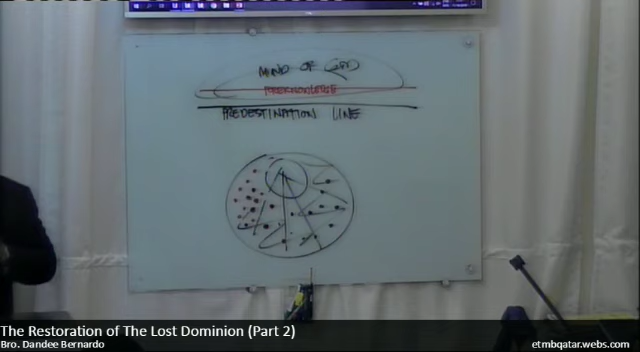 MIND OF GOD
FOREKNOWLEDGE
PREDESTINATION LINE
The Restoration of The Lost Dominion (Part 2)
Bro. Dandee Bernardo
etmbqatar.webs.com